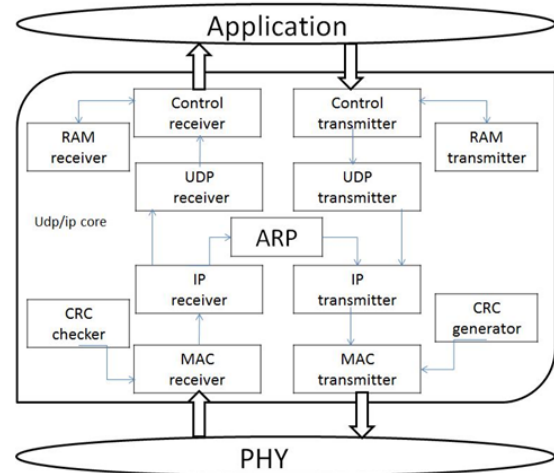 Application
Control
receiver
Control
transmitter
RAM
receiver
RAM
transmitter
UDP
receiver
UDP
transmitter
Udp/ip core
ARP
IP
receiver
IP
transmitter
CRC
checker
CRC
generator
MAC
receiver
MAC
transmitter
PHY